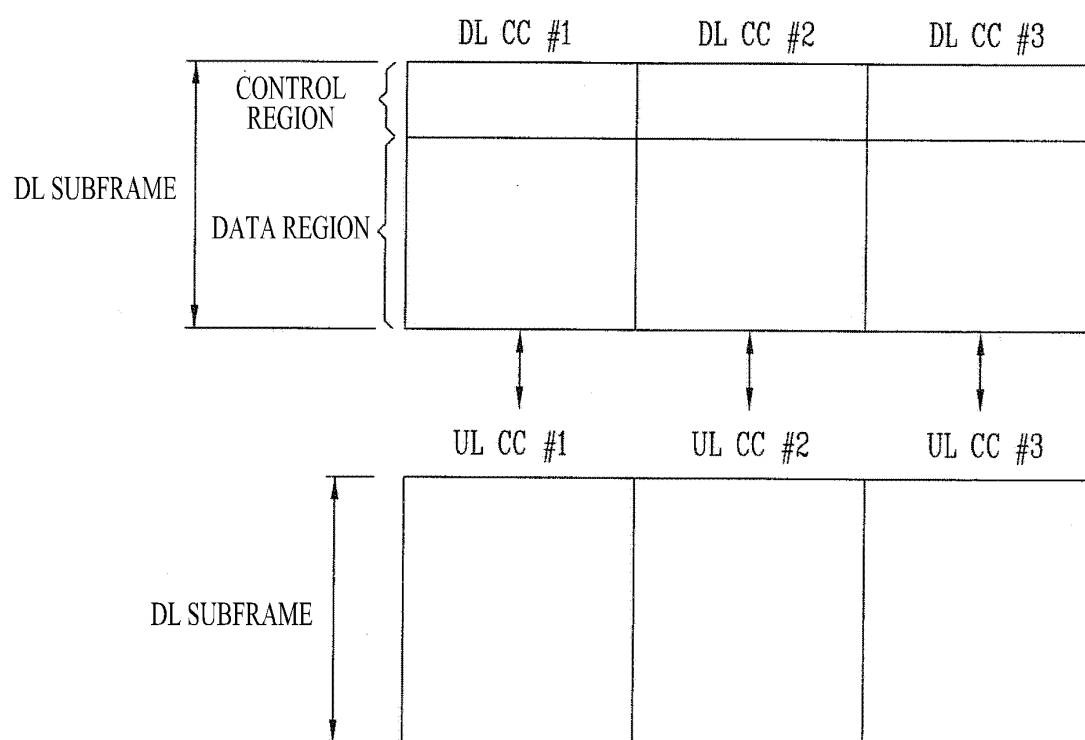 DL CC #1 DL CC #2 DL CC #3
CONTROL
REGION
DL SUBFRAME
DATA REGION
UL CC #1 UL CC #2 UL CC #3
DL SUBFRAME